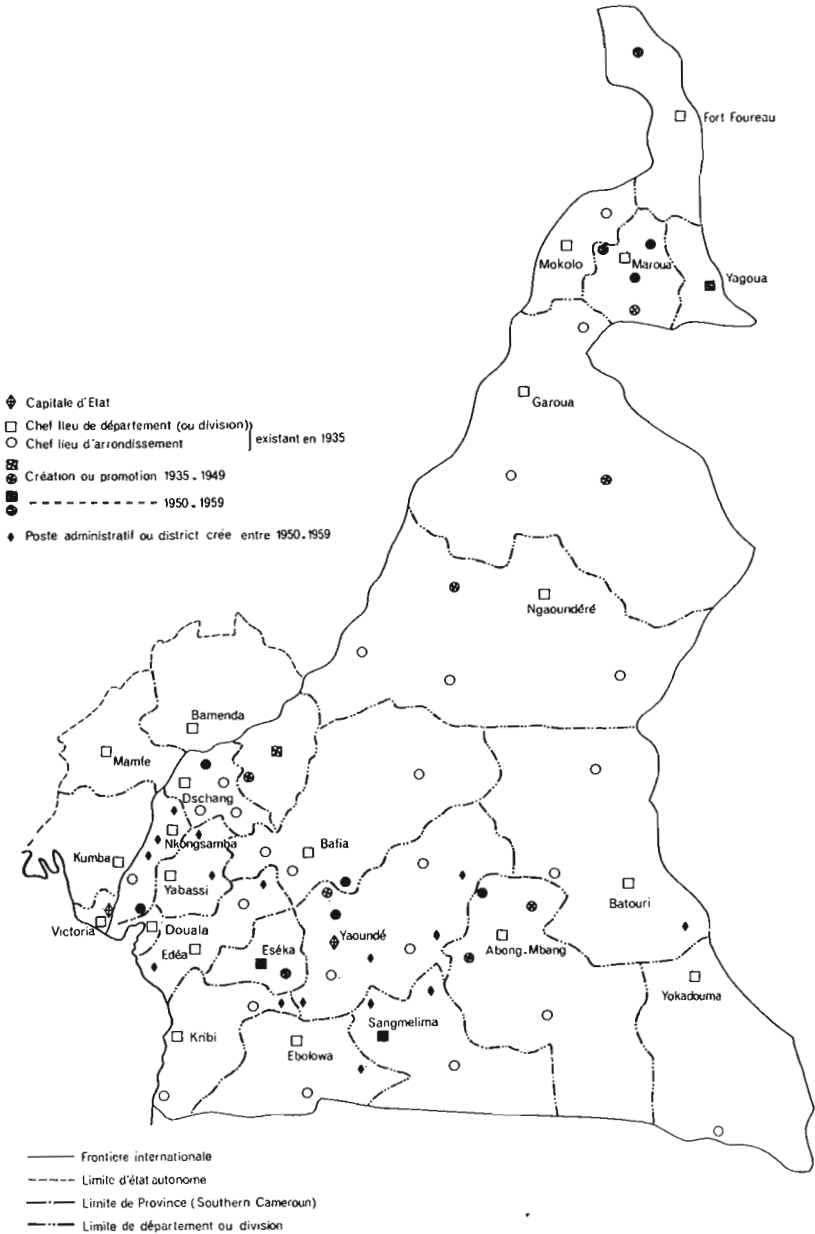 Fort Foureau
Mokolo
Maroua
Yagoua
Garoua
Capitale d'Etat
Chef lieu de département (ou division)
Chef lieu d'arrondissement
existant en 1935
Création ou promotion 1935-1949
1950-1959
Poste administratif ou district crée entre 1950-1959
Ngaoundéré
Bamenda
Mamfe
Dschang
Nkongsamba
Kumba
Bafia
Yabassi
Batouri
Victoria
Douala
Yaoundé
Edéa
Eséka
Abong-Mbang
Yokadouma
Sangmelima
Kribi
Ebolowa
Frontiere internationale
Limite d'état autonome
Limite de Province (Southern Cameroun)
Limite de département ou division